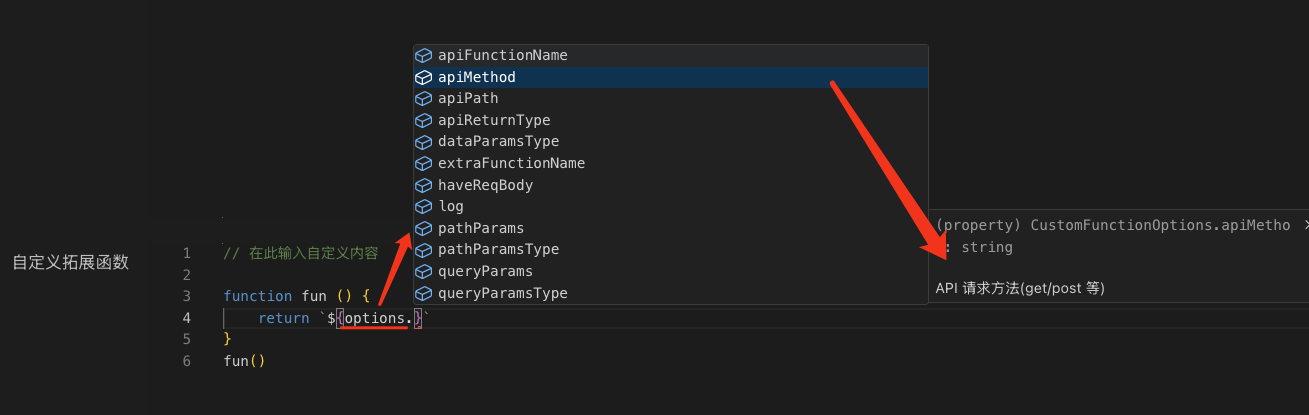 apiFunctionName
apiMethod
apiPath
apiReturnType
dataParamsType
extraFunctionName
haveReqBody
log
pathParams
pathParamsType
queryParams
queryParamsType
(property) CustomFunctionOptions.apiMetho
: string
API 请求方法(get/post 等)
自定义拓展函数
1 // 在此输入自定义内容
2
3 function fun () {
4 return `${options.}`
5 }
6 fun()